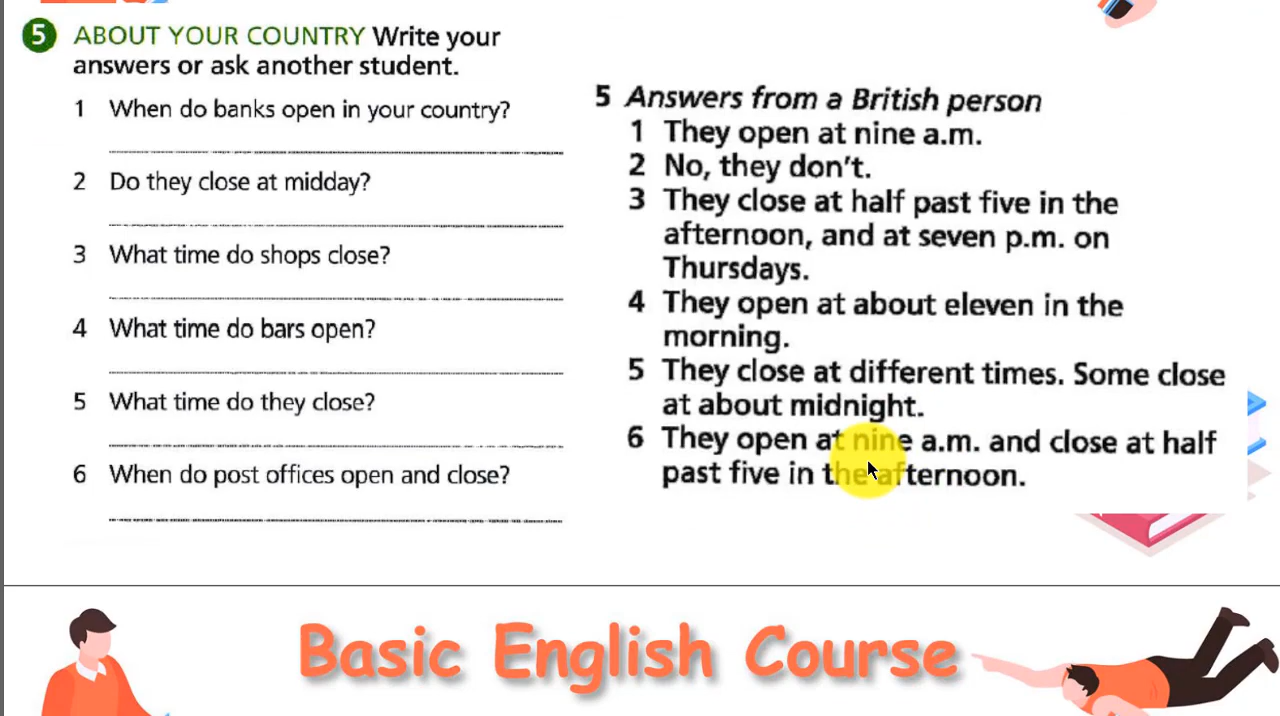 5 ABOUT YOUR COUNTRY Write your
answers or ask another student.
1 When do banks open in your country?
2 Do they close at midday?
3 What time do shops close?
4 What time do bars open?
5 What time do they close?
6 When do post offices open and close?
5 Answers from a British person
1 They open at nine a.m.
2 No, they don't.
3 They close at half past five in the
afternoon, and at seven p.m. on
Thursdays.
4 They open at about eleven in the
morning.
5 They close at different times. Some close
at about midnight.
6 They open at nine a.m. and close at half
past five in the afternoon.
Basic English Course